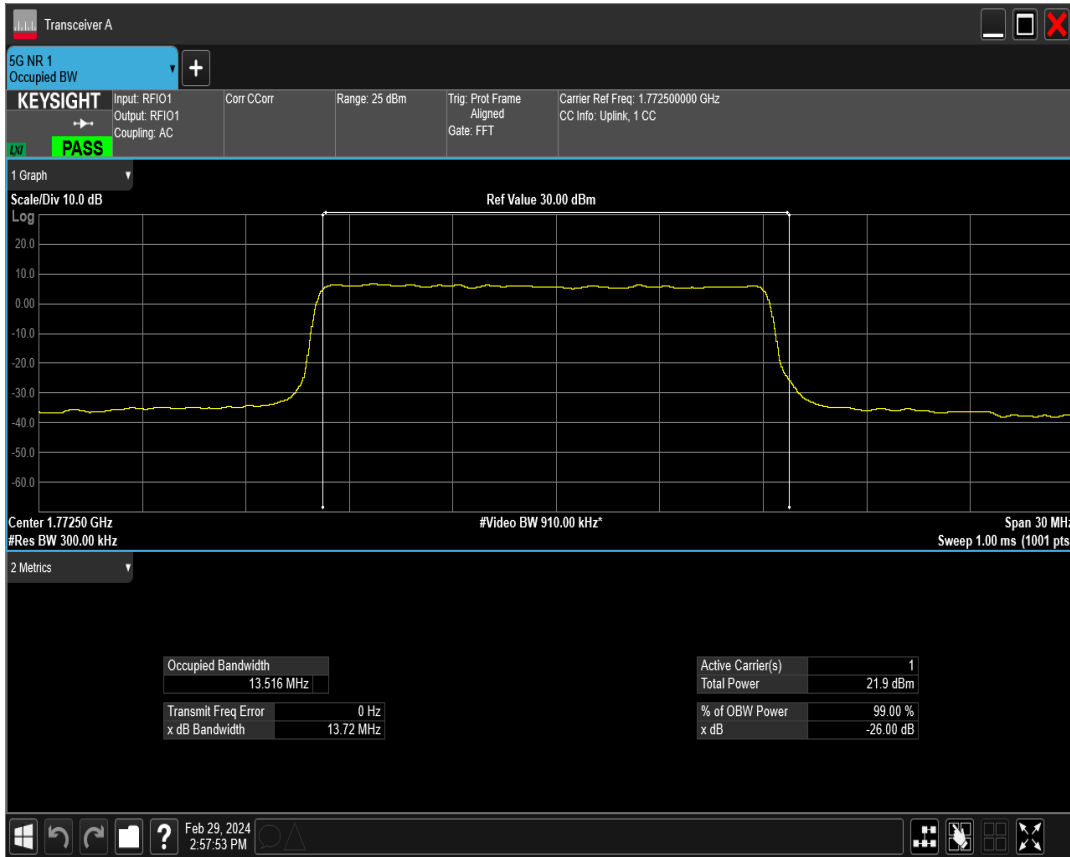 Transceiver A
5G NR 1
Occupied BW
KEYSIGHT
LXI
PASS
Input: RFIO1
Output: RFIO1
Coupling: AC
Corr CCorr
Range: 25 dBm
Trig: Prot Frame
Aligned
Gate: FFT
Carrier Ref Freq: 1.772500000 GHz
CC Info: Uplink, 1 CC
1 Graph
Scale/Div 10.0 dB
Ref Value 30.00 dBm
Log
20.0
10.0
0.00
-10.0
-20.0
-30.0
-40.0
-50.0
-60.0
Center 1.77250 GHz
#Video BW 910.00 kHz*
Span 30 MHz
#Res BW 300.00 kHz
Sweep 1.00 ms (1001 pts
2 Metrics
Occupied Bandwidth
13.516 MHz
Transmit Freq Error 0 Hz
x dB Bandwidth 13.72 MHz
Active Carrier(s) 1
Total Power 21.9 dBm
% of OBW Power 99.00 %
x dB -26.00 dB
?
Feb 29, 2024
2:57:53 PM